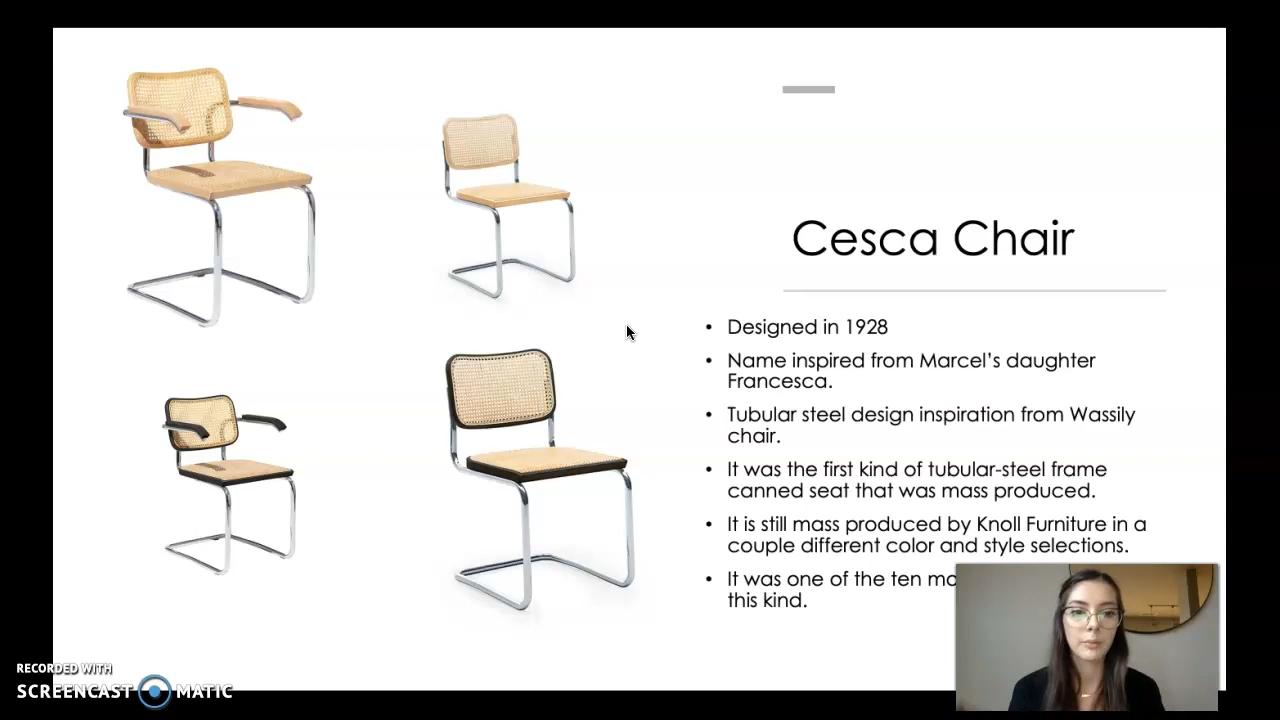 Cesca Chair
• Designed in 1928
• Name inspired from Marcel’s daughter
Francesca.
• Tubular steel design inspiration from Wassily
chair.
• It was the first kind of tubular-steel frame
canned seat that was mass produced.
• It is still mass produced by Knoll Furniture in a
couple different color and style selections.
• It was one of the ten
this kind.
RECORDED WITH
SCREENCAST MATIC